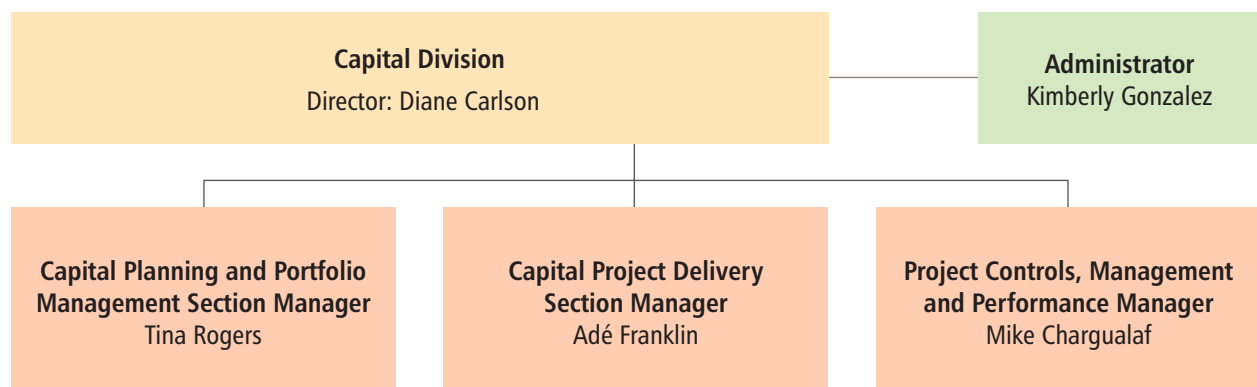 Capital Division
Director: Diane Carlson
Administrator
Kimberly Gonzalez
Capital Planning and Portfolio
Management Section Manager
Tina Rogers
Capital Project Delivery
Section Manager
Adé Franklin
Project Controls, Management
and Performance Manager
Mike Chargualaf